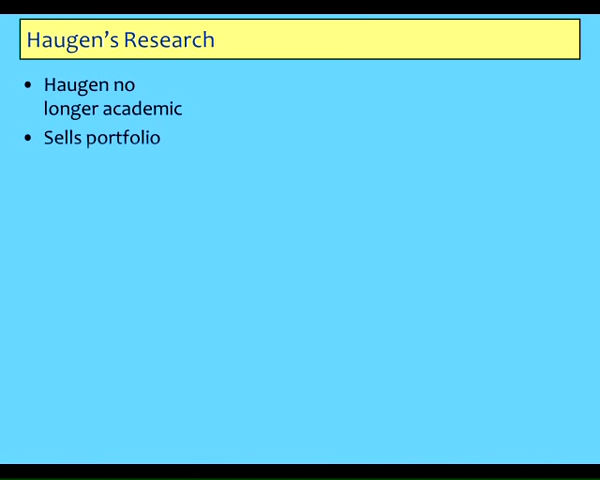 Haugen's Research
• Haugen no
longer academic
• Sells portfolio